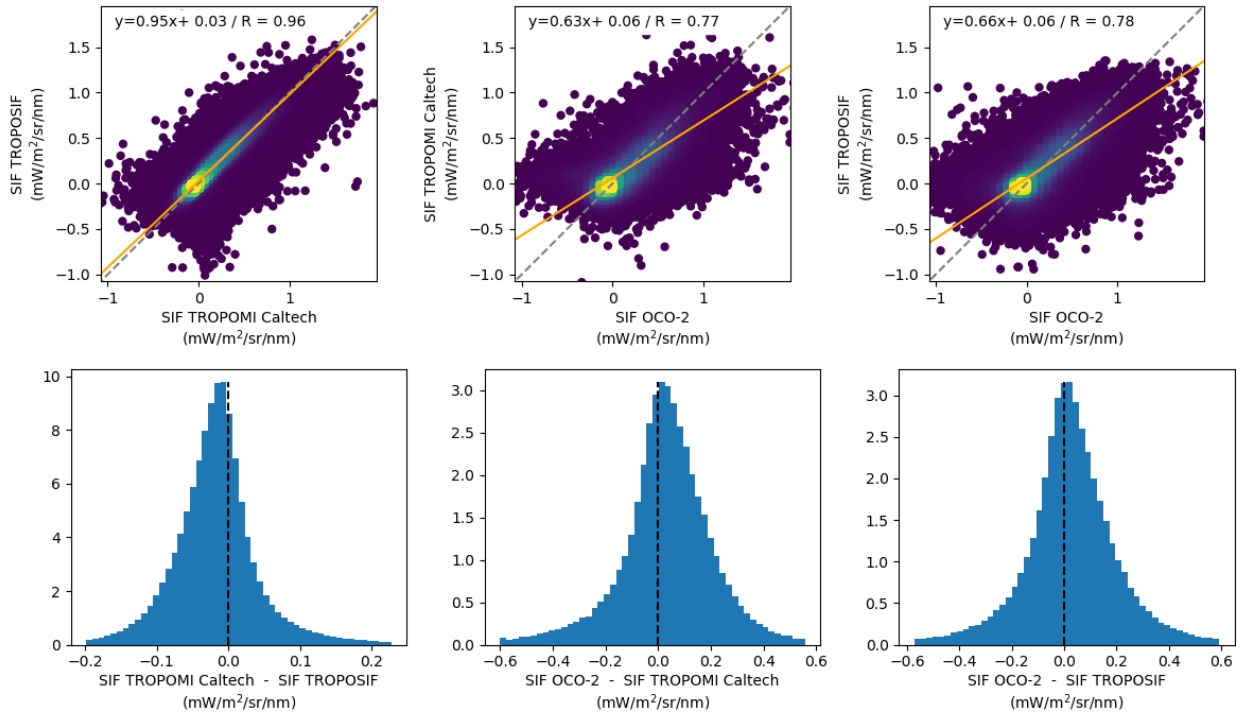 y=0.95x+ 0.03 / R = 0.96
SIF TROPOSIF
(mW/m²/sr/nm)
1.5
1.0
0.5
0.0
−0.5
−1.0
−1 0 1
SIF TROPOMI Caltech
(mW/m²/sr/nm)
y=0.63x+ 0.06 / R = 0.77
SIF TROPOMI Caltech
(mW/m²/sr/nm)
1.5
1.0
0.5
0.0
−0.5
−1.0
−1 0 1
SIF OCO-2
(mW/m²/sr/nm)
y=0.66x+ 0.06 / R = 0.78
SIF TROPOSIF
(mW/m²/sr/nm)
1.5
1.0
0.5
0.0
−0.5
−1.0
−1 0 1
SIF OCO-2
(mW/m²/sr/nm)
10
8
6
4
2
0
−0.2 −0.1 0.0 0.1 0.2
SIF TROPOMI Caltech - SIF TROPOSIF
(mW/m²/sr/nm)
3.0
2.5
2.0
1.5
1.0
0.5
0.0
−0.6 −0.4 −0.2 0.0 0.2 0.4 0.6
SIF OCO-2 - SIF TROPOMI Caltech
(mW/m²/sr/nm)
3.0
2.5
2.0
1.5
1.0
0.5
0.0
−0.6 −0.4 −0.2 0.0 0.2 0.4 0.6
SIF OCO-2 - SIF TROPOSIF
(mW/m²/sr/nm)